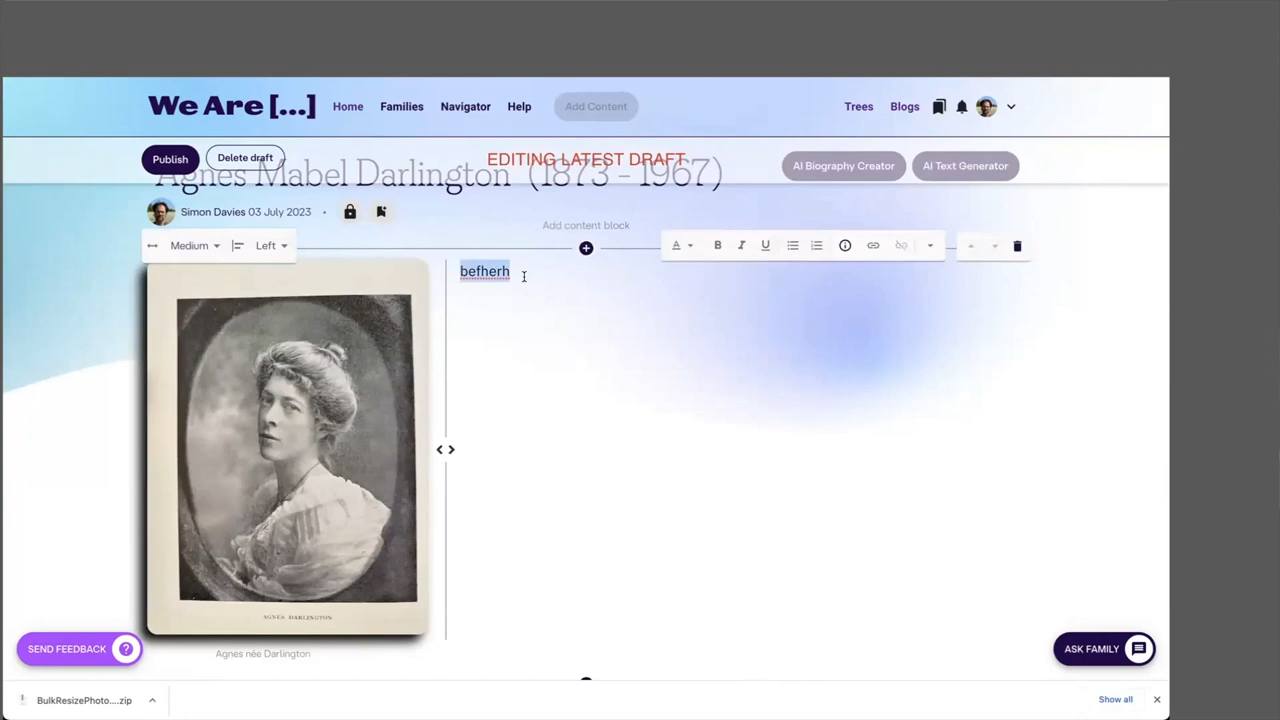 We Are [...] Home Families Navigator Help Add Content Trees Blogs
Publish Delete draft EDITING LATEST DRAFT AI Biography Creator AI Text Generator
Agnes Mabel Darlington (1873 - 1967)
Simon Davies 03 July 2023 •
Add content block
Medium Left A B I U
befherh
AGNES DARLINGTON
Agnes née Darlington
SEND FEEDBACK ?
ASK FAMILY
BulkResizePhoto....zip
Show all